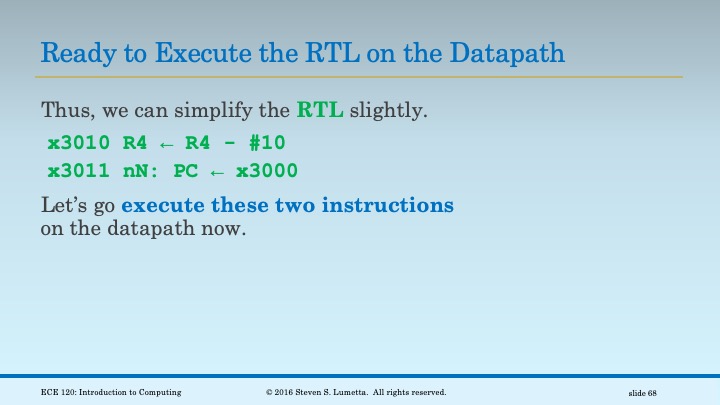 Ready to Execute the RTL on the Datapath
Thus, we can simplify the RTL slightly.
x3010 R4 ← R4 - #10
x3011 nN: PC ← x3000
Let's go execute these two instructions
on the datapath now.
ECE 120: Introduction to Computing
© 2016 Steven S. Lumetta. All rights reserved.
slide 68